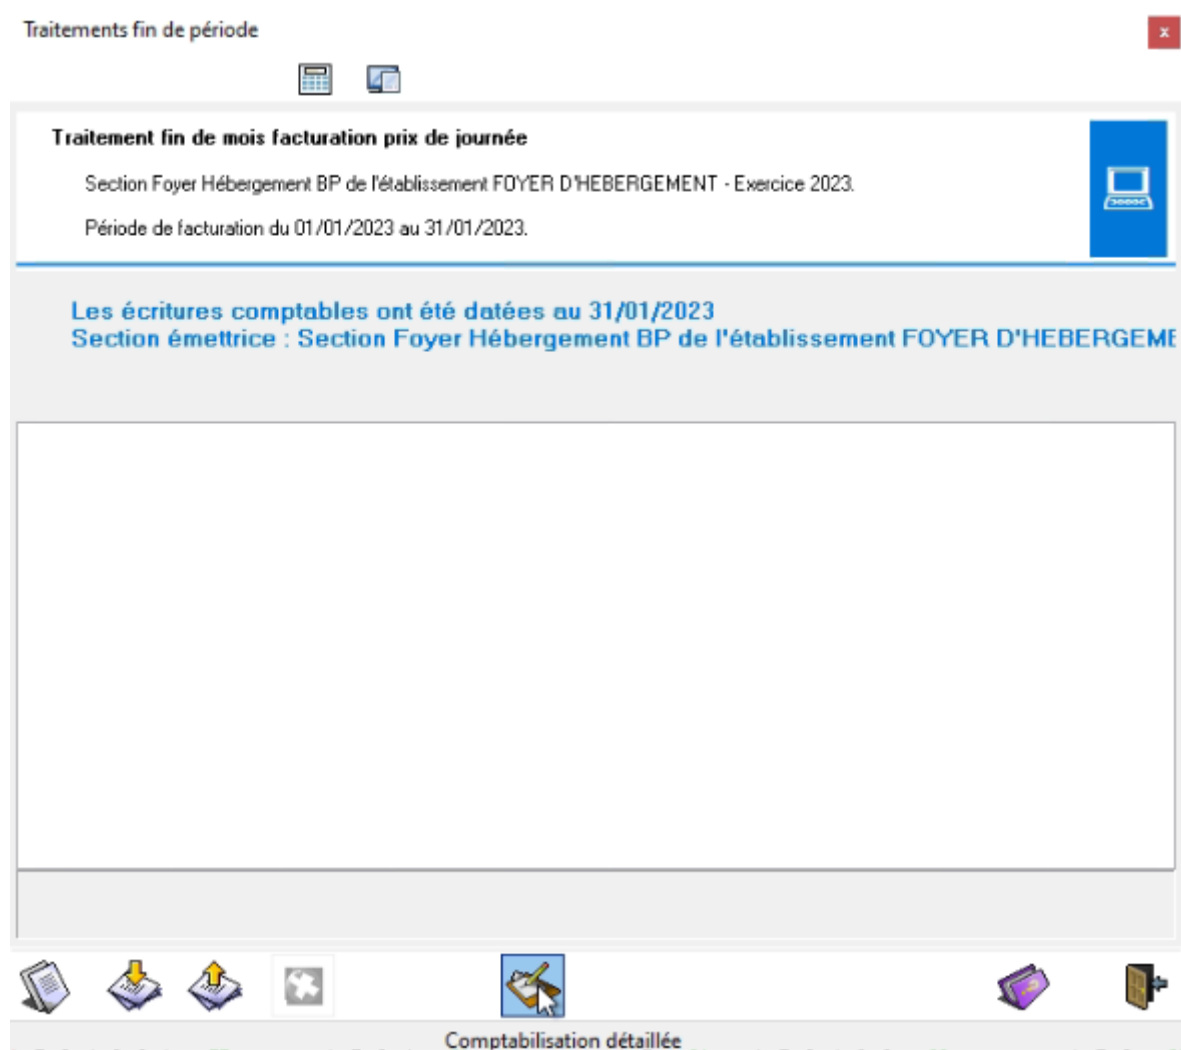 Traitements fin de période
x
Traitement fin de mois facturation prix de journée
Section Foyer Hébergement BP de l'établissement FOYER D'HEBERGEMENT - Exercice 2023.
Période de facturation du 01/01/2023 au 31/01/2023.
Les écritures comptables ont été datées au 31/01/2023
Section émettrice : Section Foyer Hébergement BP de l'établissement FOYER D'HEBERGEME
Comptabilisation détaillée